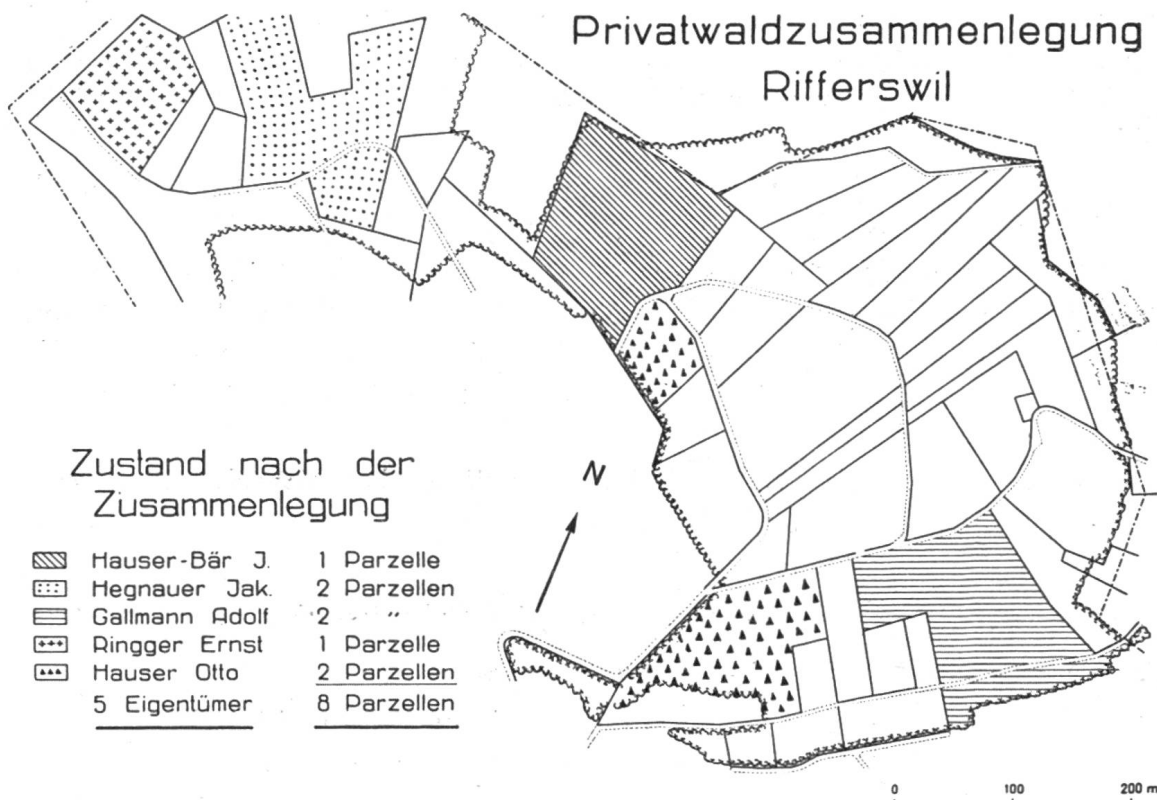 Privatwaldzusammenlegung
Rifferswil
N
Zustand nach der
Zusammenlegung
Hauser-Bär J. 1 Parzelle
Hegnauer Jak. 2 Parzellen
Gallmann Adolf 2 "
Ringger Ernst 1 Parzelle
Hauser Otto 2 Parzellen
5 Eigentümer 8 Parzellen
0 100 200 m